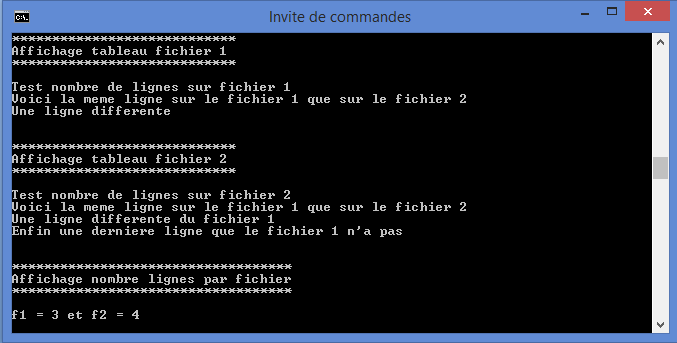 Invite de commandes
C:\.
****************************
Affichage tableau fichier 1
****************************
Test nombre de lignes sur fichier 1
Voici la meme ligne sur le fichier 1 que sur le fichier 2
Une ligne differente
****************************
Affichage tableau fichier 2
****************************
Test nombre de lignes sur fichier 2
Voici la meme ligne sur le fichier 1 que sur le fichier 2
Une ligne differente du fichier 1
Enfin une derniere ligne que le fichier 1 n'a pas
***********************************
Affichage nombre lignes par fichier
***********************************
f1 = 3 et f2 = 4